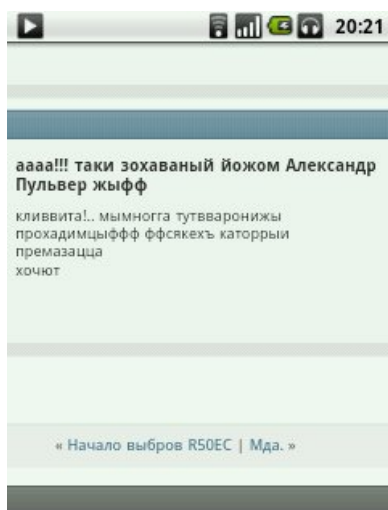 20:21
аааа!!! таки зохаваный йожом Александр
Пульвер жыфф
кливвита!.. мымногга тутвваронижы
прохадимцыффф ффсякехъ каторрыи
премазацца
хочют
« Начало выбров R50EC | Мда. »